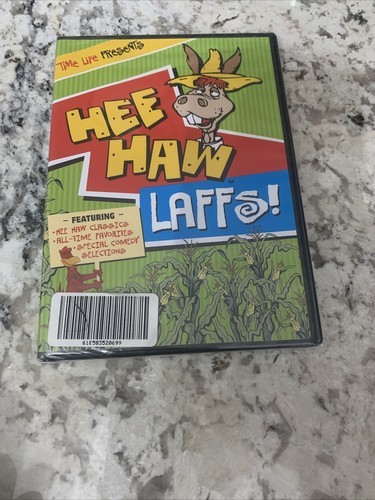 TIME LIFE PRESENTS
HEE
HAW
LAFFS!
– FEATURING –
• HEE HAW CLASSICS
• ALL-TIME FAVORITES
• SPECIAL COMEDY
SELECTIONS
610583520699